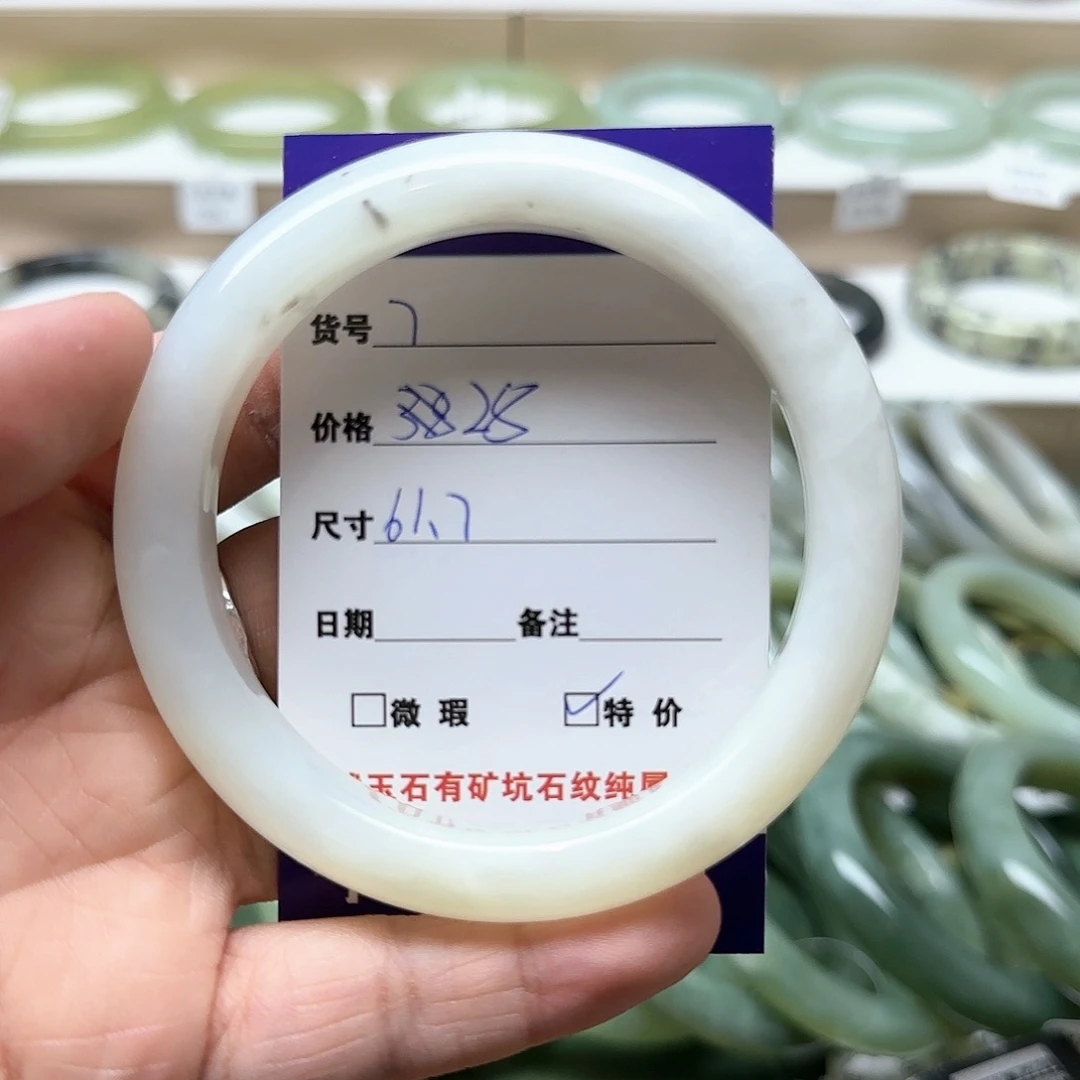 货号 7
价格
尺寸 61.7
日期 备注
微瑕 特价
玉石有矿坑石纹纯属